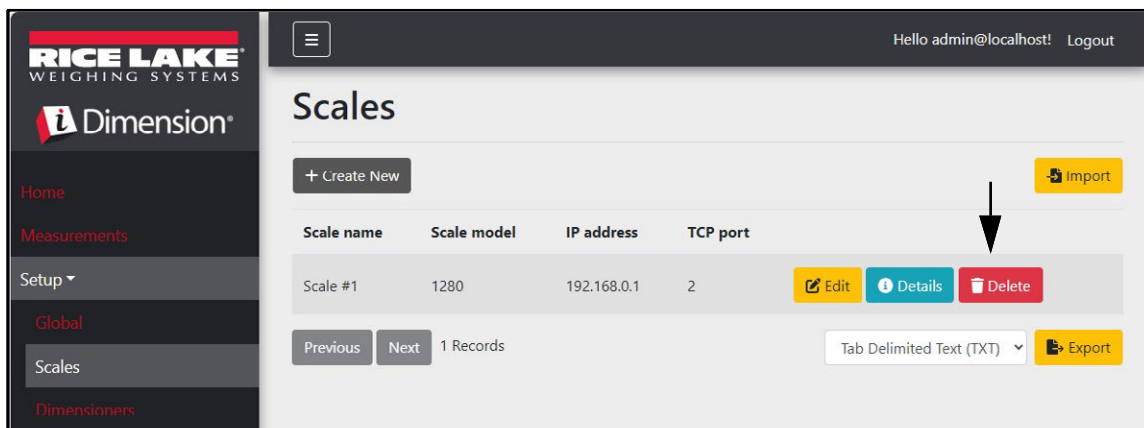 RICE LAKE®
WEIGHING SYSTEMS
i Dimension®
Home
Measurements
Setup
Global
Scales
Dimensioners
Hello admin@localhost! Logout
Scales
+ Create New
Import
Scale name Scale model IP address TCP port
Scale #1 1280 192.168.0.1 2 Edit Details Delete
Previous Next 1 Records Tab Delimited Text (TXT) Export